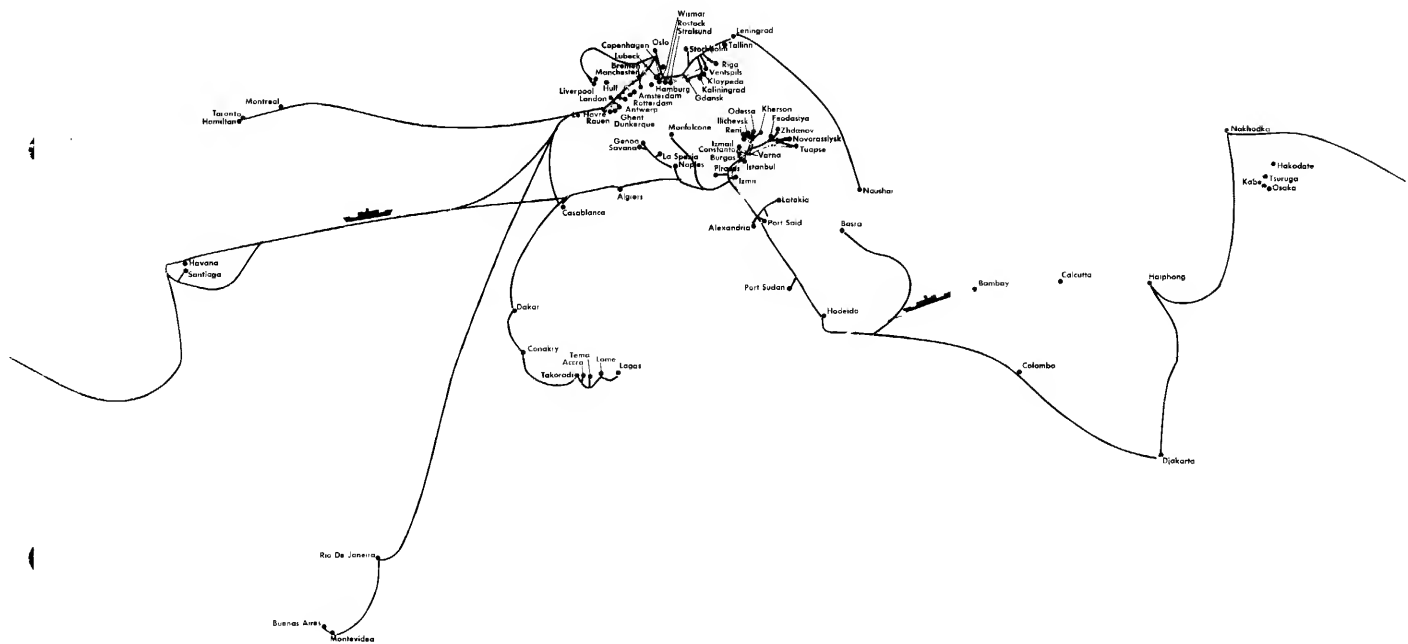 Wismar
Rostock
Stralsund
Leningrad
Copenhagen
Oslo
Stockholm
Tallinn
Lubeck
Bremen
Riga
Manchester
Ventspils
Klaypeda
Liverpool
Hull
Hamburg
Kaliningrad
London
Amsterdam
Gdansk
Rotterdam
Montreal
Toronto
Hamilton
Havre
Antwerp
Rouen
Ghent
Dunkerque
Odessa
Kherson
Ilichevsk
Feodosiya
Reni
Zhdanov
Monfalcone
Novorossiysk
Izmail
Constanta
Tuapse
Burgas
Varna
Istanbul
Genoa
Savona
La Spezia
Naples
Piraeus
Izmir
Nakhodka
Hakodate
Tsuruga
Kobe
Osaka
Naushar
Algiers
Casablanca
Latakia
Port Said
Alexandria
Basra
Havana
Santiago
Port Sudan
Bombay
Calcutta
Haiphong
Dakar
Hodeida
Conakry
Tema
Accra
Lome
Takoradi
Lagos
Colombo
Djakarta
Rio De Janeiro
Buenos Aires
Montevideo